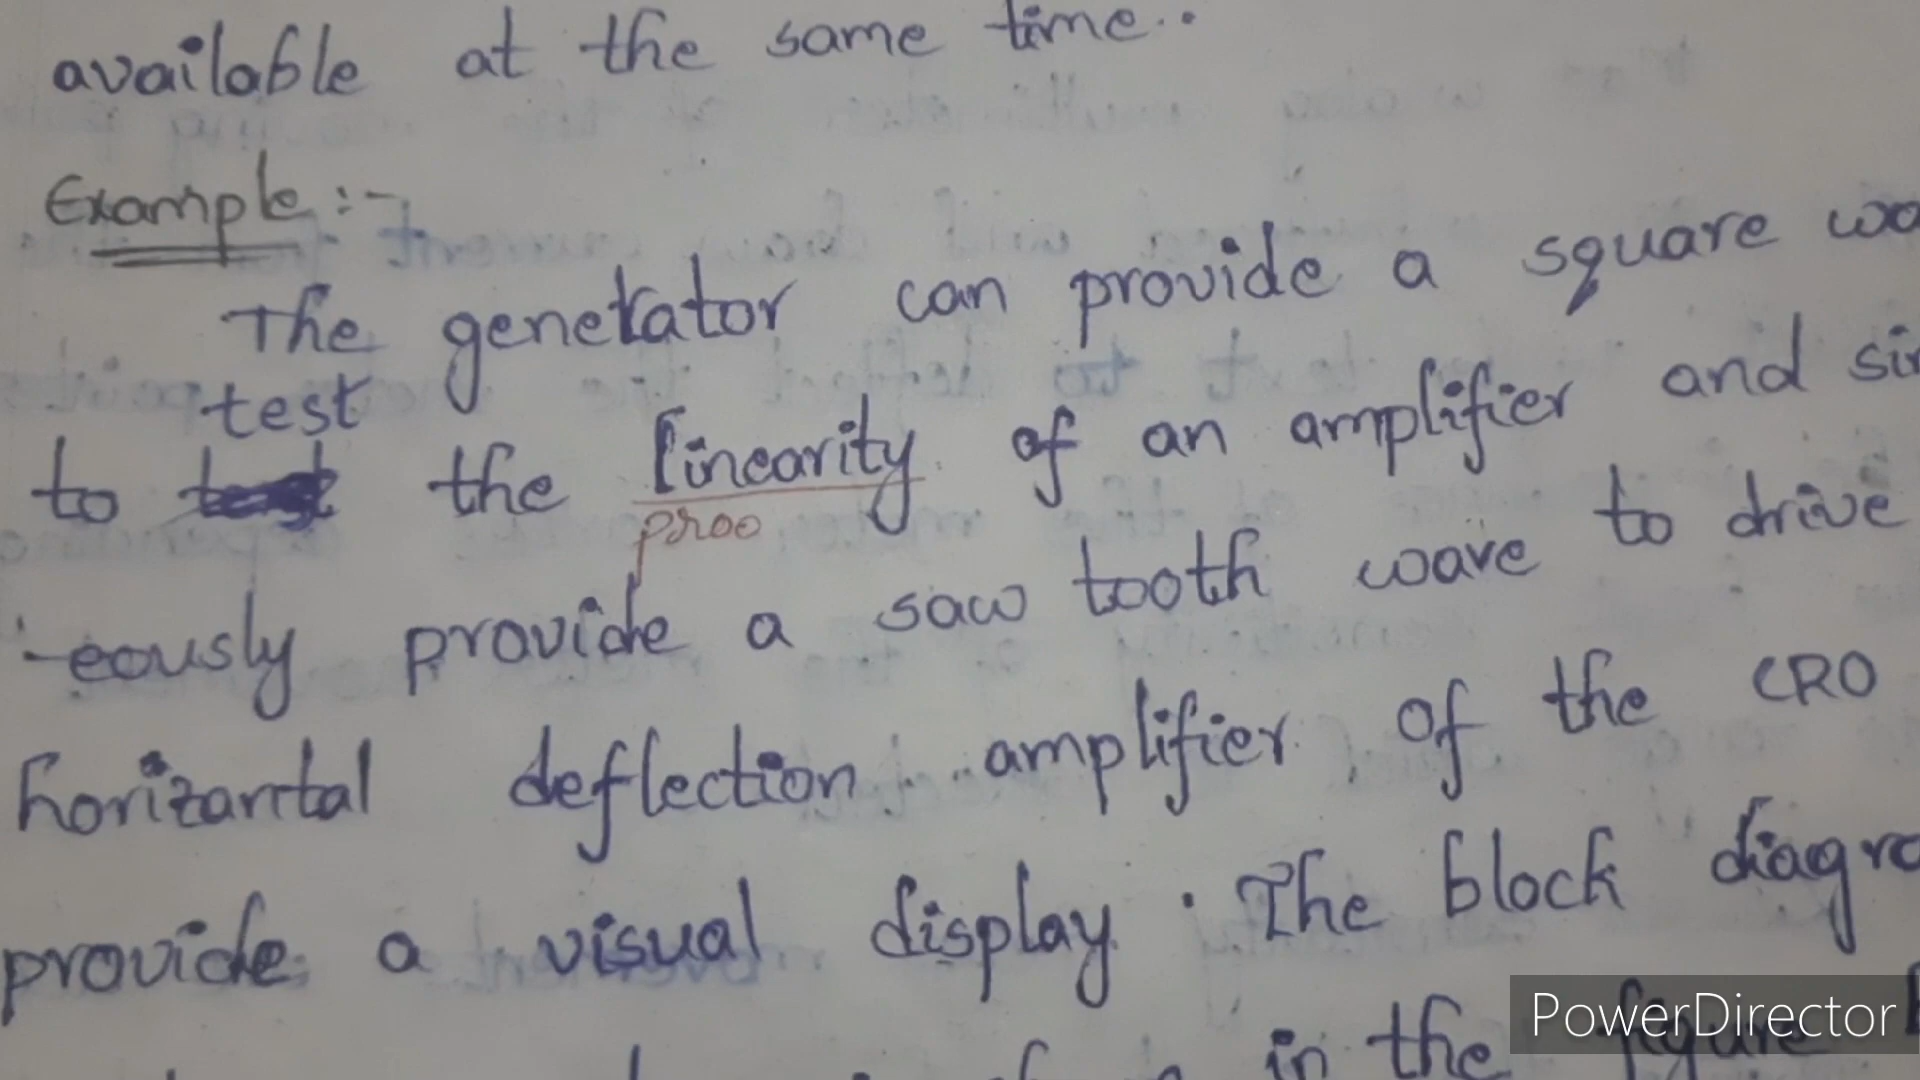 available at the same time..
Example :-
The generator can provide a square
test
to the linearity of an amplifier and
proo
-eously provide a saw tooth wave to drive
horizantal deflection amplifier of the CRO
provide a visual display. The block
in the figure
PowerDirector